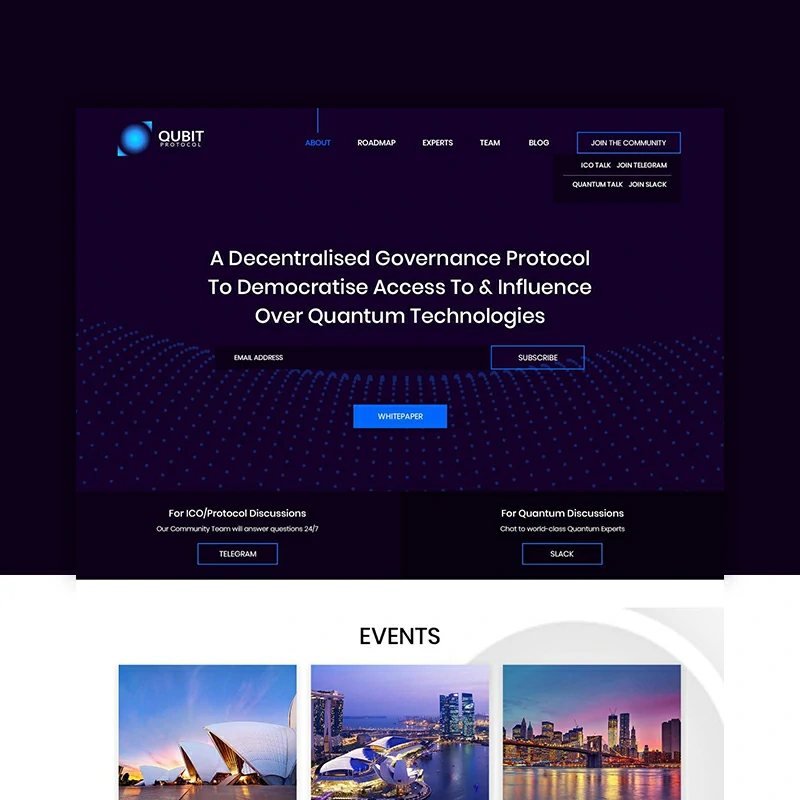 QUBIT
PROTOCOL
ABOUT ROADMAP EXPERTS TEAM BLOG JOIN THE COMMUNITY
ICO TALK JOIN TELEGRAM
QUANTUM TALK JOIN SLACK
A Decentralised Governance Protocol
To Democratise Access To & Influence
Over Quantum Technologies
EMAIL ADDRESS SUBSCRIBE
WHITEPAPER
For ICO/Protocol Discussions
Our Community Team will answer questions 24/7
TELEGRAM
For Quantum Discussions
Chat to world-class Quantum Experts
SLACK
EVENTS